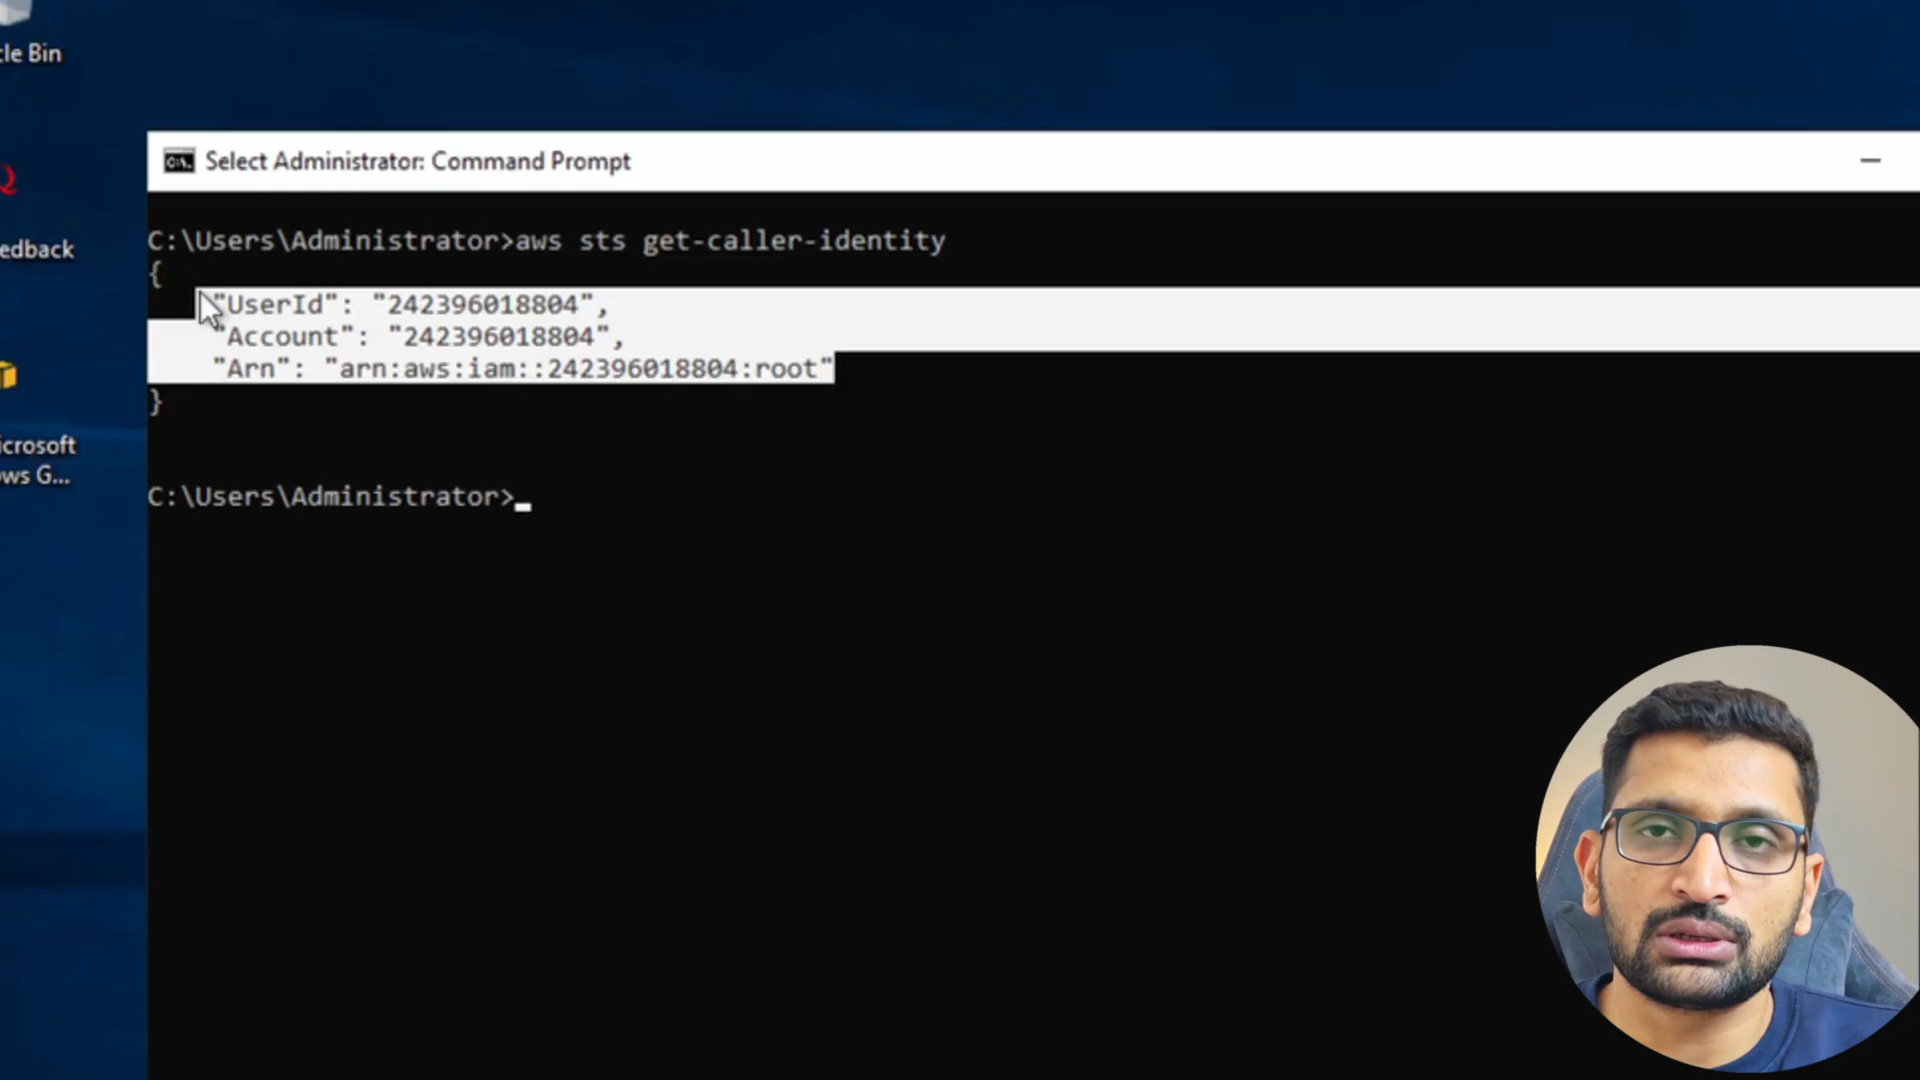 cle Bin
Select Administrator: Command Prompt
C:\Users\Administrator>aws sts get-caller-identity
{
"UserId": "242396018804",
"Account": "242396018804",
"Arn": "arn:aws:iam::242396018804:root"
}
C:\Users\Administrator>
edback
icrosoft
ows G...